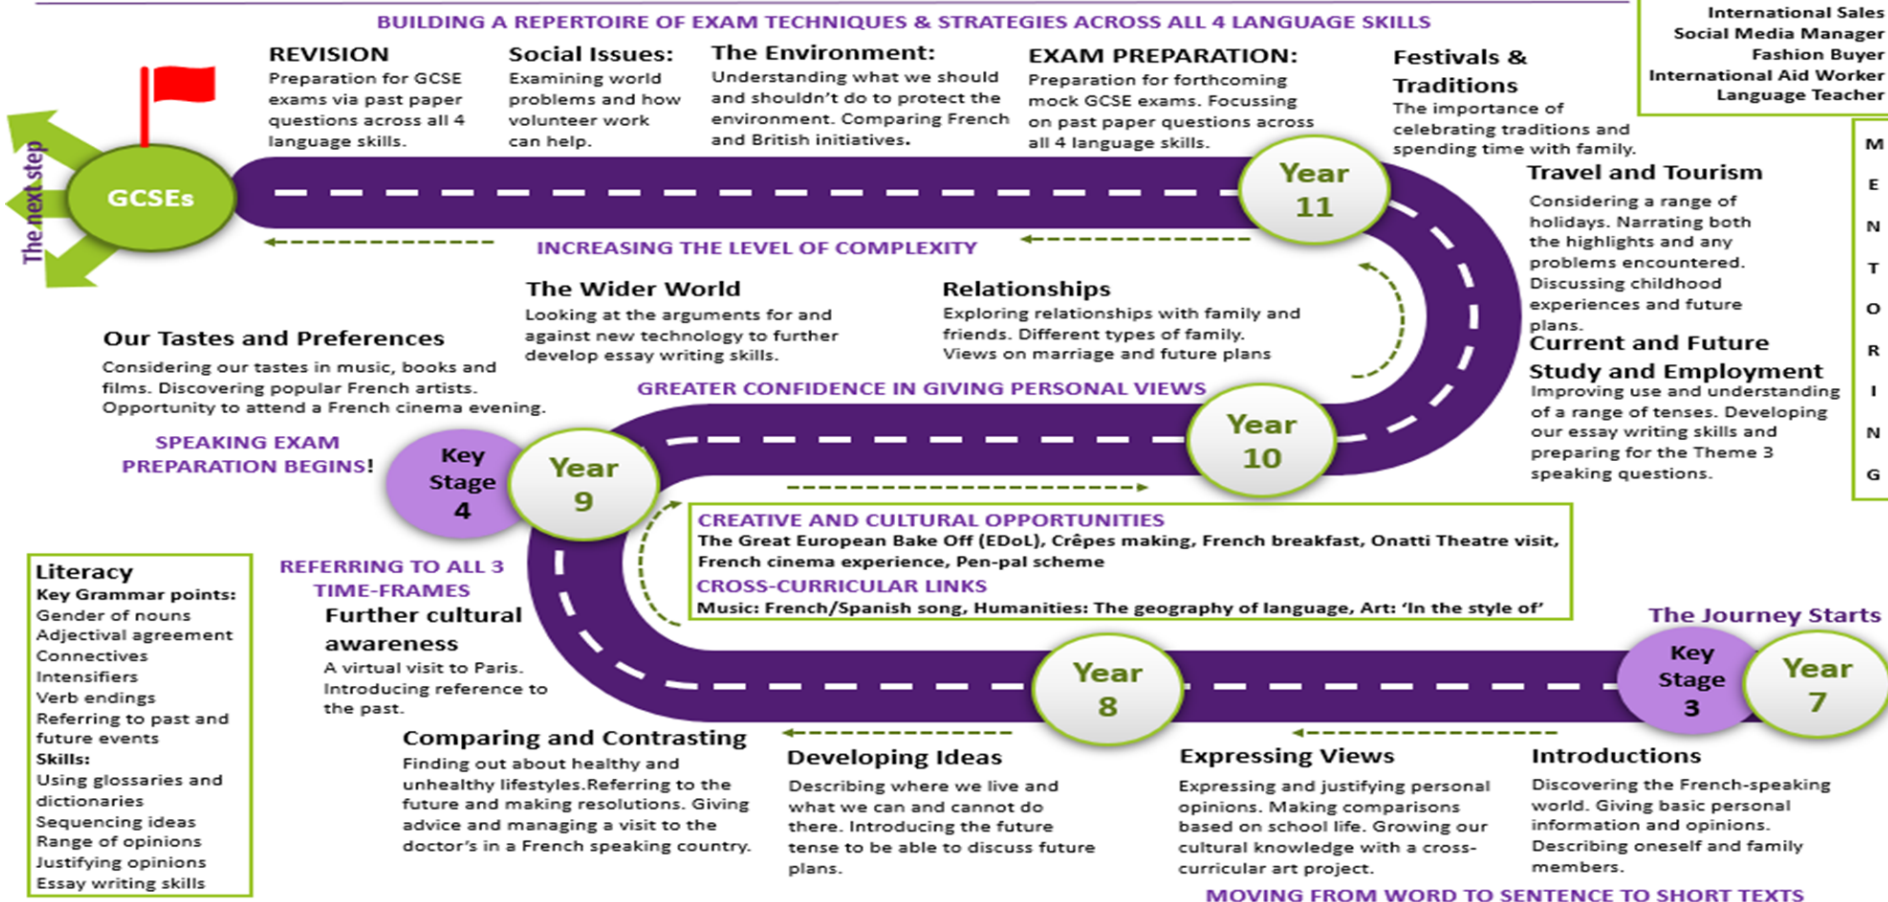 BUILDING A REPERTOIRE OF EXAM TECHNIQUES & STRATEGIES ACROSS ALL 4 LANGUAGE SKILLS
International Sales
Social Media Manager
Fashion Buyer
International Aid Worker
Language Teacher
REVISION
Preparation for GCSE
exams via past paper
questions across all 4
language skills.
Social Issues:
Examining world
problems and how
volunteer work
can help.
The Environment:
Understanding what we should
and shouldn't do to protect the
environment. Comparing French
and British initiatives.
EXAM PREPARATION:
Preparation for forthcoming
mock GCSE exams. Focussing
on past paper questions across
all 4 language skills.
Festivals &
Traditions
The importance of
celebrating traditions and
spending time with family.
The next step
GCSEs
Year
11
MENTORING
Travel and Tourism
Considering a range of
holidays. Narrating both
the highlights and any
problems encountered.
Discussing childhood
experiences and future
plans.
INCREASING THE LEVEL OF COMPLEXITY
The Wider World
Looking at the arguments for and
against new technology to further
develop essay writing skills.
Relationships
Exploring relationships with family and
friends. Different types of family.
Views on marriage and future plans
Our Tastes and Preferences
Considering our tastes in music, books and
films. Discovering popular French artists.
Opportunity to attend a French cinema evening.
Current and Future
Study and Employment
Improving use and understanding
of a range of tenses. Developing
our essay writing skills and
preparing for the Theme 3
speaking questions.
GREATER CONFIDENCE IN GIVING PERSONAL VIEWS
SPEAKING EXAM
PREPARATION BEGINS!
Key
Stage
4
Year
9
Year
10
CREATIVE AND CULTURAL OPPORTUNITIES
The Great European Bake Off (EDoL), Crêpes making, French breakfast, Onatti Theatre visit,
French cinema experience, Pen-pal scheme
CROSS-CURRICULAR LINKS
Music: French/Spanish song, Humanities: The geography of language, Art: 'In the style of'
Literacy
Key Grammar points:
Gender of nouns
Adjectival agreement
Connectives
Intensifiers
Verb endings
Referring to past and
future events
Skills:
Using glossaries and
dictionaries
Sequencing ideas
Range of opinions
Justifying opinions
Essay writing skills
REFERRING TO ALL 3
TIME-FRAMES
Further cultural
awareness
A virtual visit to Paris.
Introducing reference to
the past.
The Journey Starts
Key
Stage
3
Year
7
Year
8
Comparing and Contrasting
Finding out about healthy and
unhealthy lifestyles.Referring to the
future and making resolutions. Giving
advice and managing a visit to the
doctor's in a French speaking country.
Developing Ideas
Describing where we live and
what we can and cannot do
there. Introducing the future
tense to be able to discuss future
plans.
Expressing Views
Expressing and justifying personal
opinions. Making comparisons
based on school life. Growing our
cultural knowledge with a cross-
curricular art project.
Introductions
Discovering the French-speaking
world. Giving basic personal
information and opinions.
Describing oneself and family
members.
MOVING FROM WORD TO SENTENCE TO SHORT TEXTS